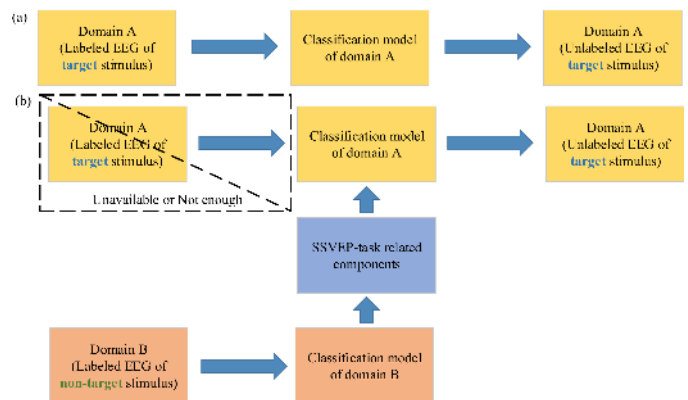 (a)
Domain A
(Labeled EEG of
target stimulus)
Classification model
of domain A
Domain A
(Unlabeled EEG of
target stimulus)
(b)
Domain A
(Labeled EEG of
target stimulus)
Unavailable or Not enough
Classification model
of domain A
Domain A
(Unlabeled EEG of
target stimulus)
SSVEP-task related
components
Domain B
(Labeled EEG of
non-target stimulus)
Classification model
of domain B